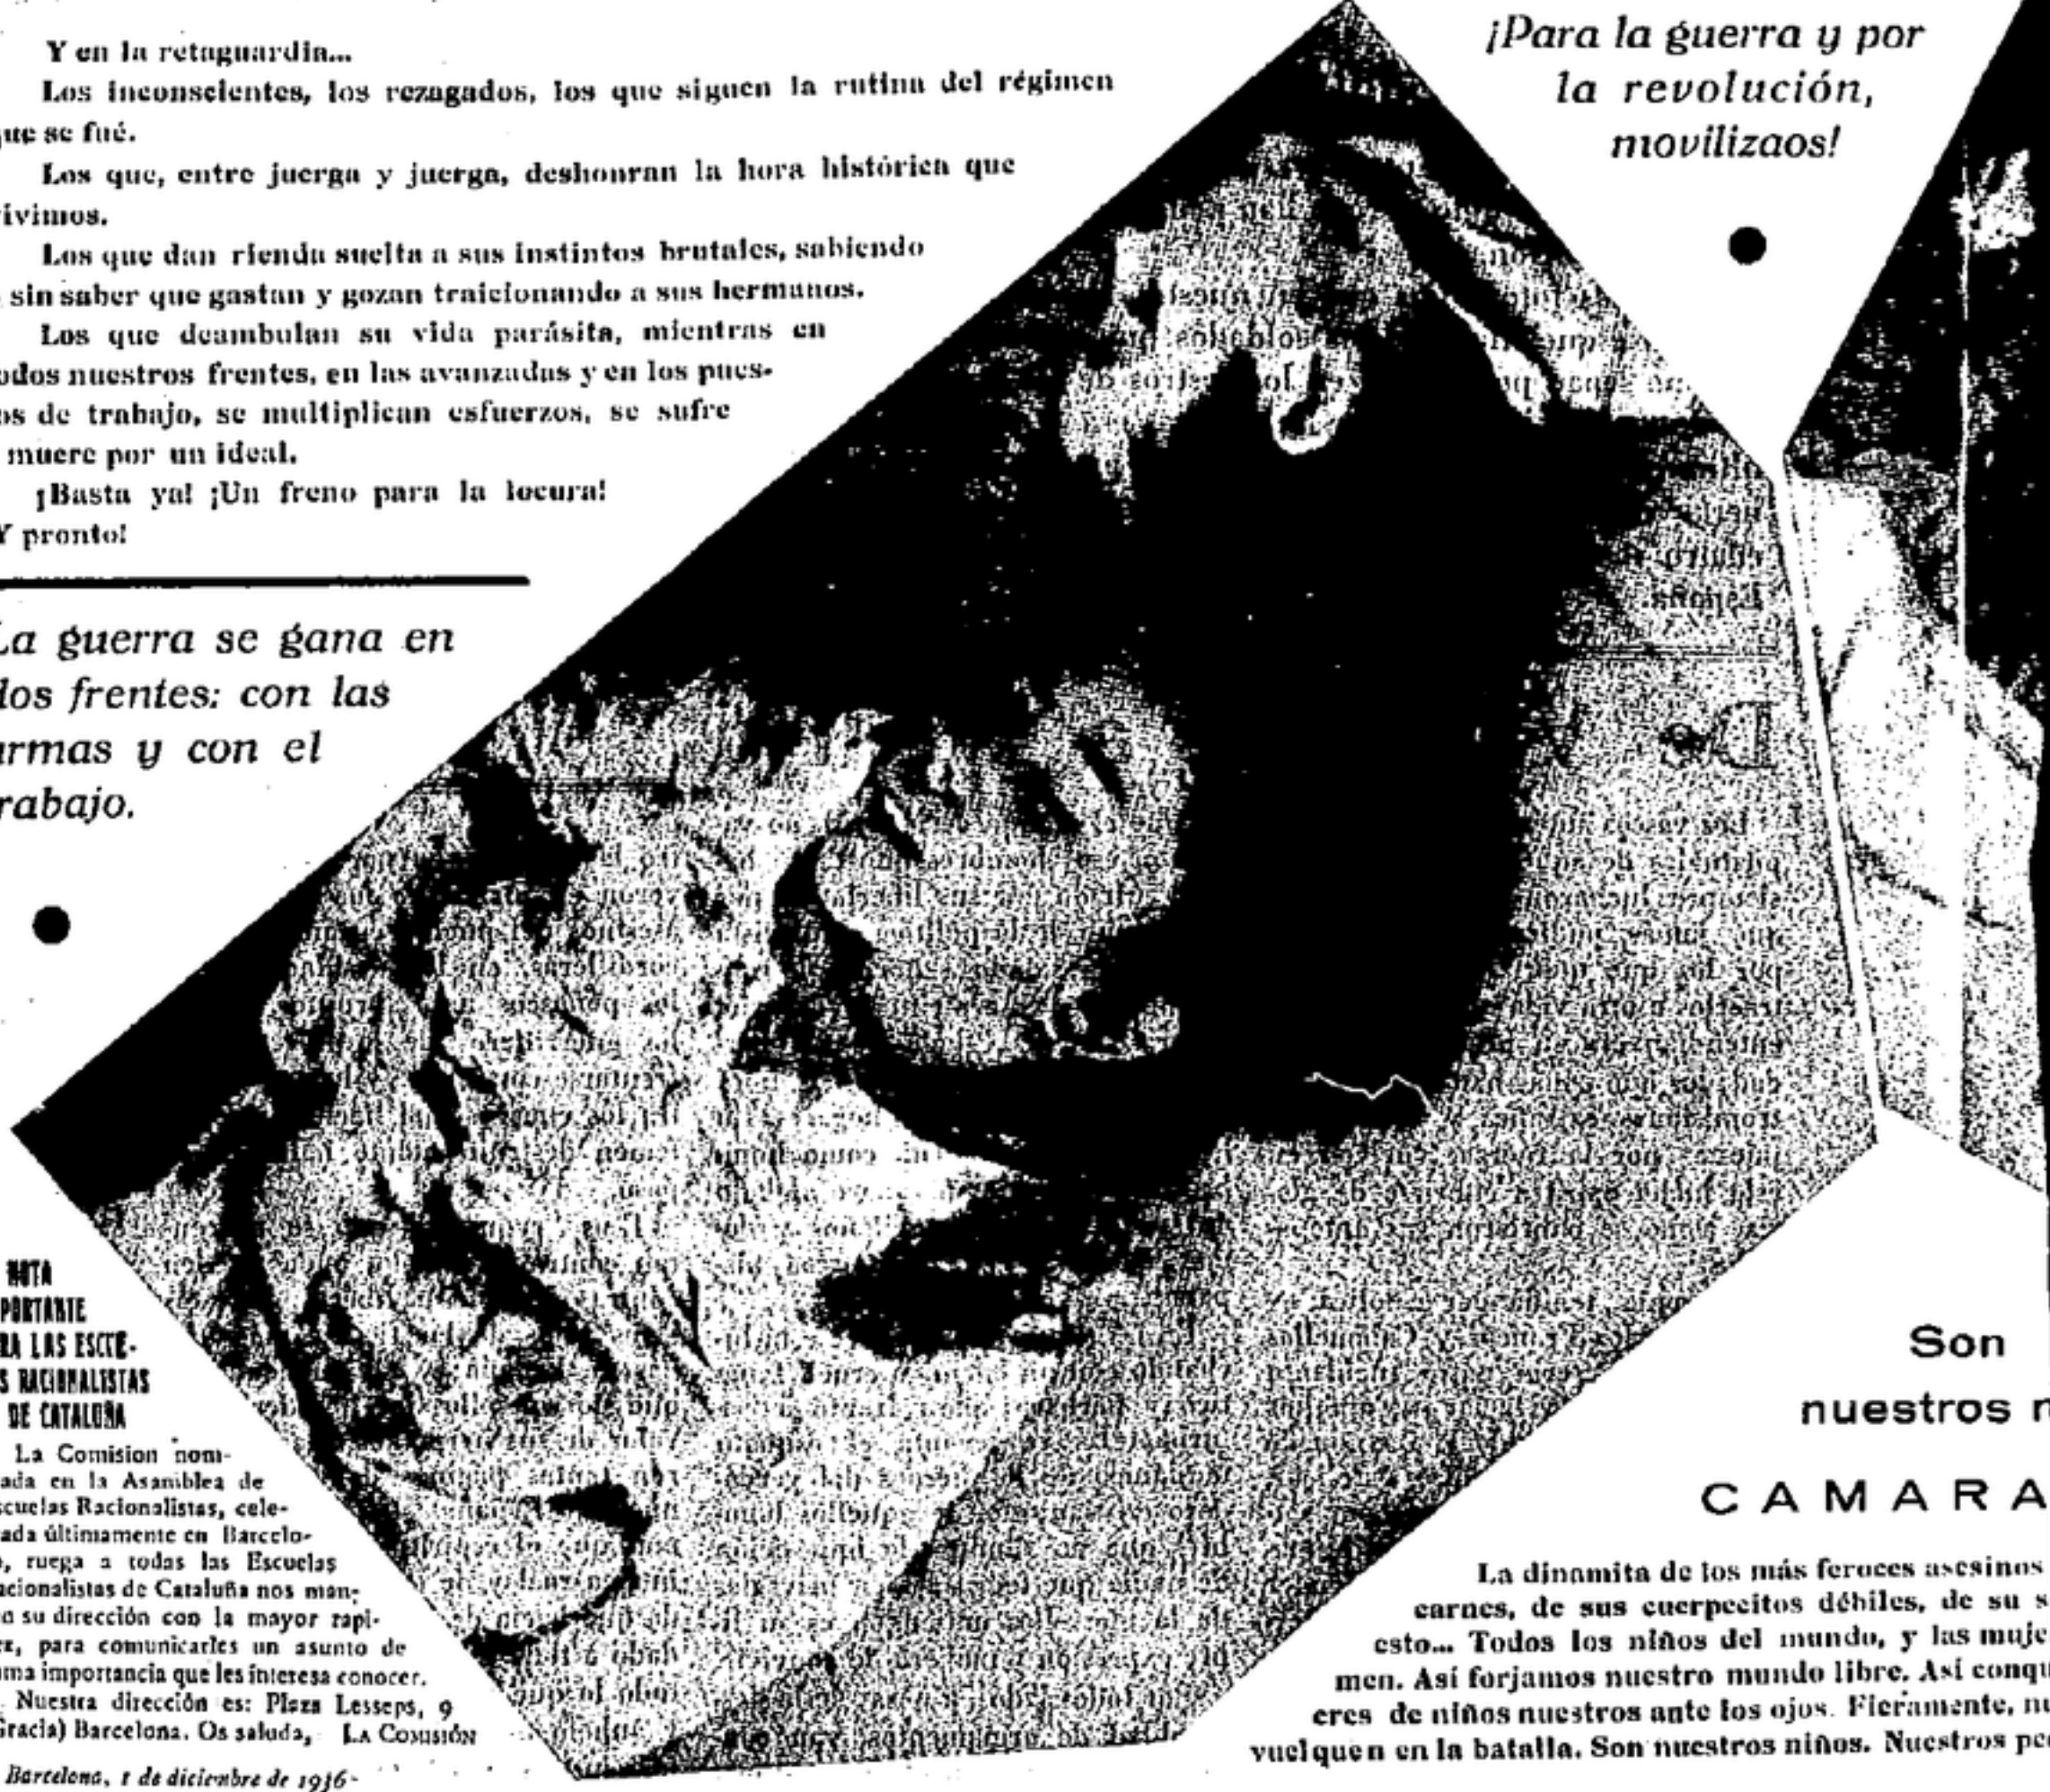 Y en la retaguardia...
Los inconscientes, los rezagados, los que siguen la rutina del régimen
que se fué.
Los que, entre juerga y juerga, deshonran la hora histórica que
ivimos.
Los que dan rienda suelta a sus instintos brutales, sabiendo
sin saber que gastan y gozan traicionando a sus hermanos.
Los que deambulan su vida parásita, mientras en
odos nuestros frentes, en las avanzadas y en los pues-
os de trabajo, se multiplican esfuerzos, se sufre
muere por un ideal.
¡Basta ya! ¡Un freno para la locura!
Y pronto!
La guerra se gana en
dos frentes: con las
armas y con el
rabajo.
NOTA
PORTANTE
RA LAS ESCUE-
S RACIONALISTAS
DE CATALUÑA
La Comision nom-
ada en la Asamblea de
scuelas Racionalistas, cele-
ada últimamente en Barcelo-
, ruega a todas las Escuelas
acionalistas de Cataluña nos man-
n su dirección con la mayor rapi-
ez, para comunicarles un asunto de
uma importancia que les interesa conocer.
Nuestra dirección es: Plaza Lesseps, 9
Gracia) Barcelona. Os saluda, LA COMISIÓN
Barcelona, 1 de diciembre de 1936-
¡Para la guerra y por
la revolución,
movilizaos!
Son
nuestros n
CAMARA
La dinamita de los más feroces asesinos
carnes, de sus cuerpecitos débiles, de su s
esto... Todos los niños del mundo, y las muje
men. Así forjamos nuestro mundo libre. Así conqu
eres de niños nuestros ante los ojos. Fieramente, nu
vuelquen en la batalla. Son nuestros niños. Nuestros peq